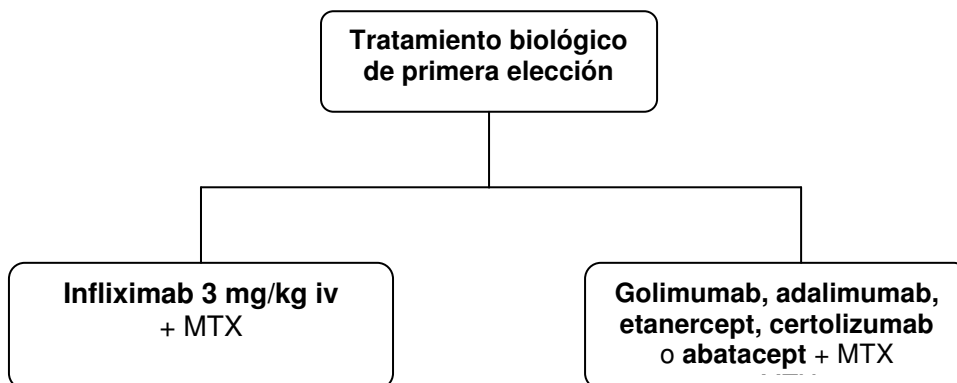 Tratamiento biológico
de primera elección
Infliximab 3 mg/kg iv
+ MTX
Golimumab, adalimumab,
etanercept, certolizumab
o abatacept + MTX